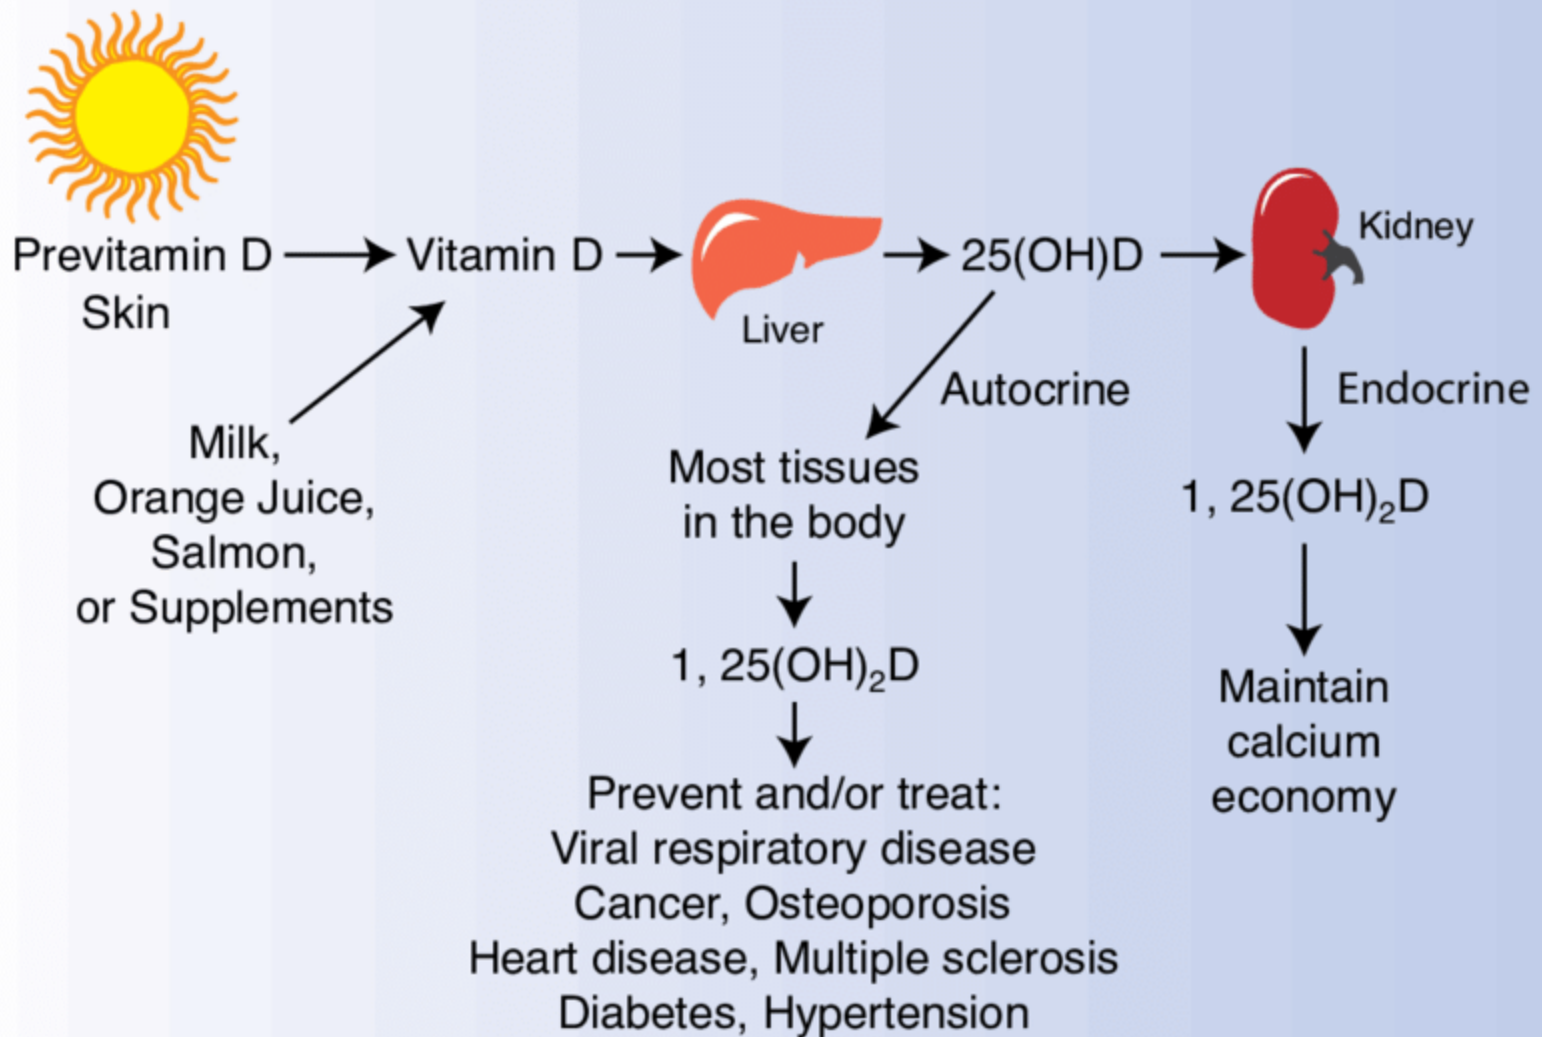 Previtamin D
Skin
Vitamin D
Liver
25(OH)D
Kidney
Milk,
Orange Juice,
Salmon,
or Supplements
Autocrine
Most tissues
in the body
1, 25(OH)₂D
Prevent and/or treat:
Viral respiratory disease
Cancer, Osteoporosis
Heart disease, Multiple sclerosis
Diabetes, Hypertension
Endocrine
1, 25(OH)₂D
Maintain
calcium
economy